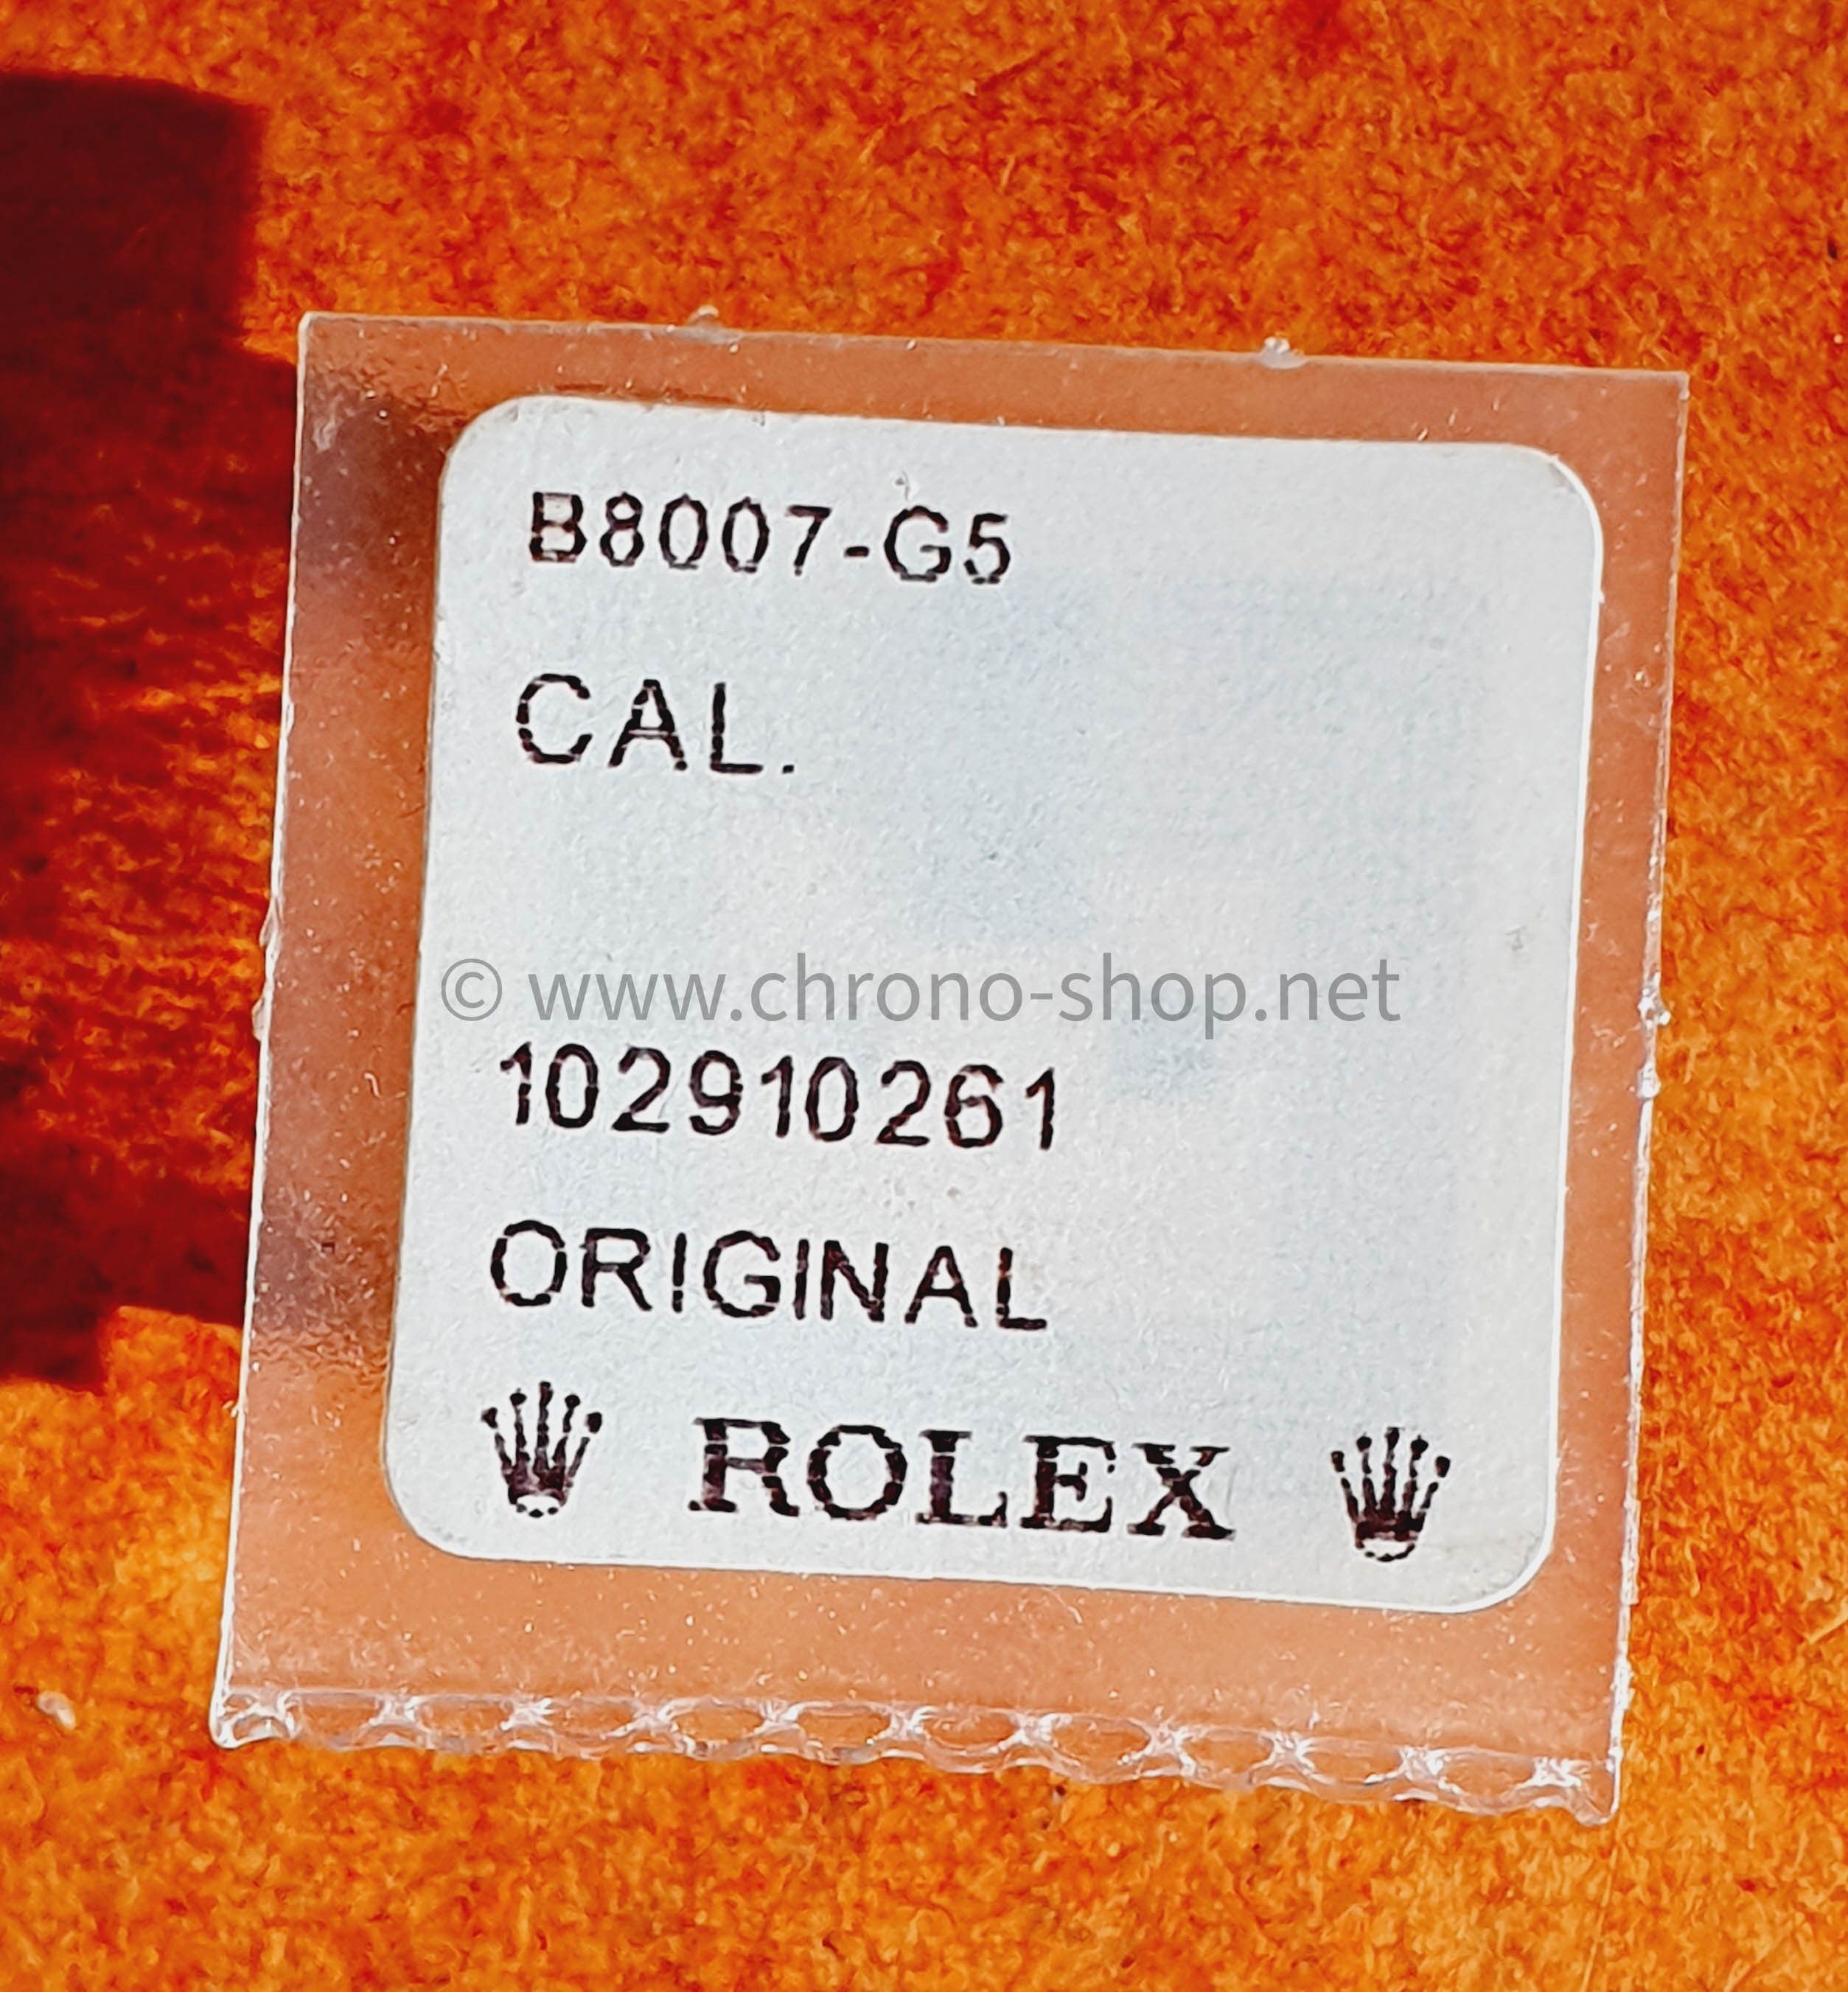 B8007-G5
CAL.
© www.chrono-shop.net
102910261
ORIGINAL
ROLEX